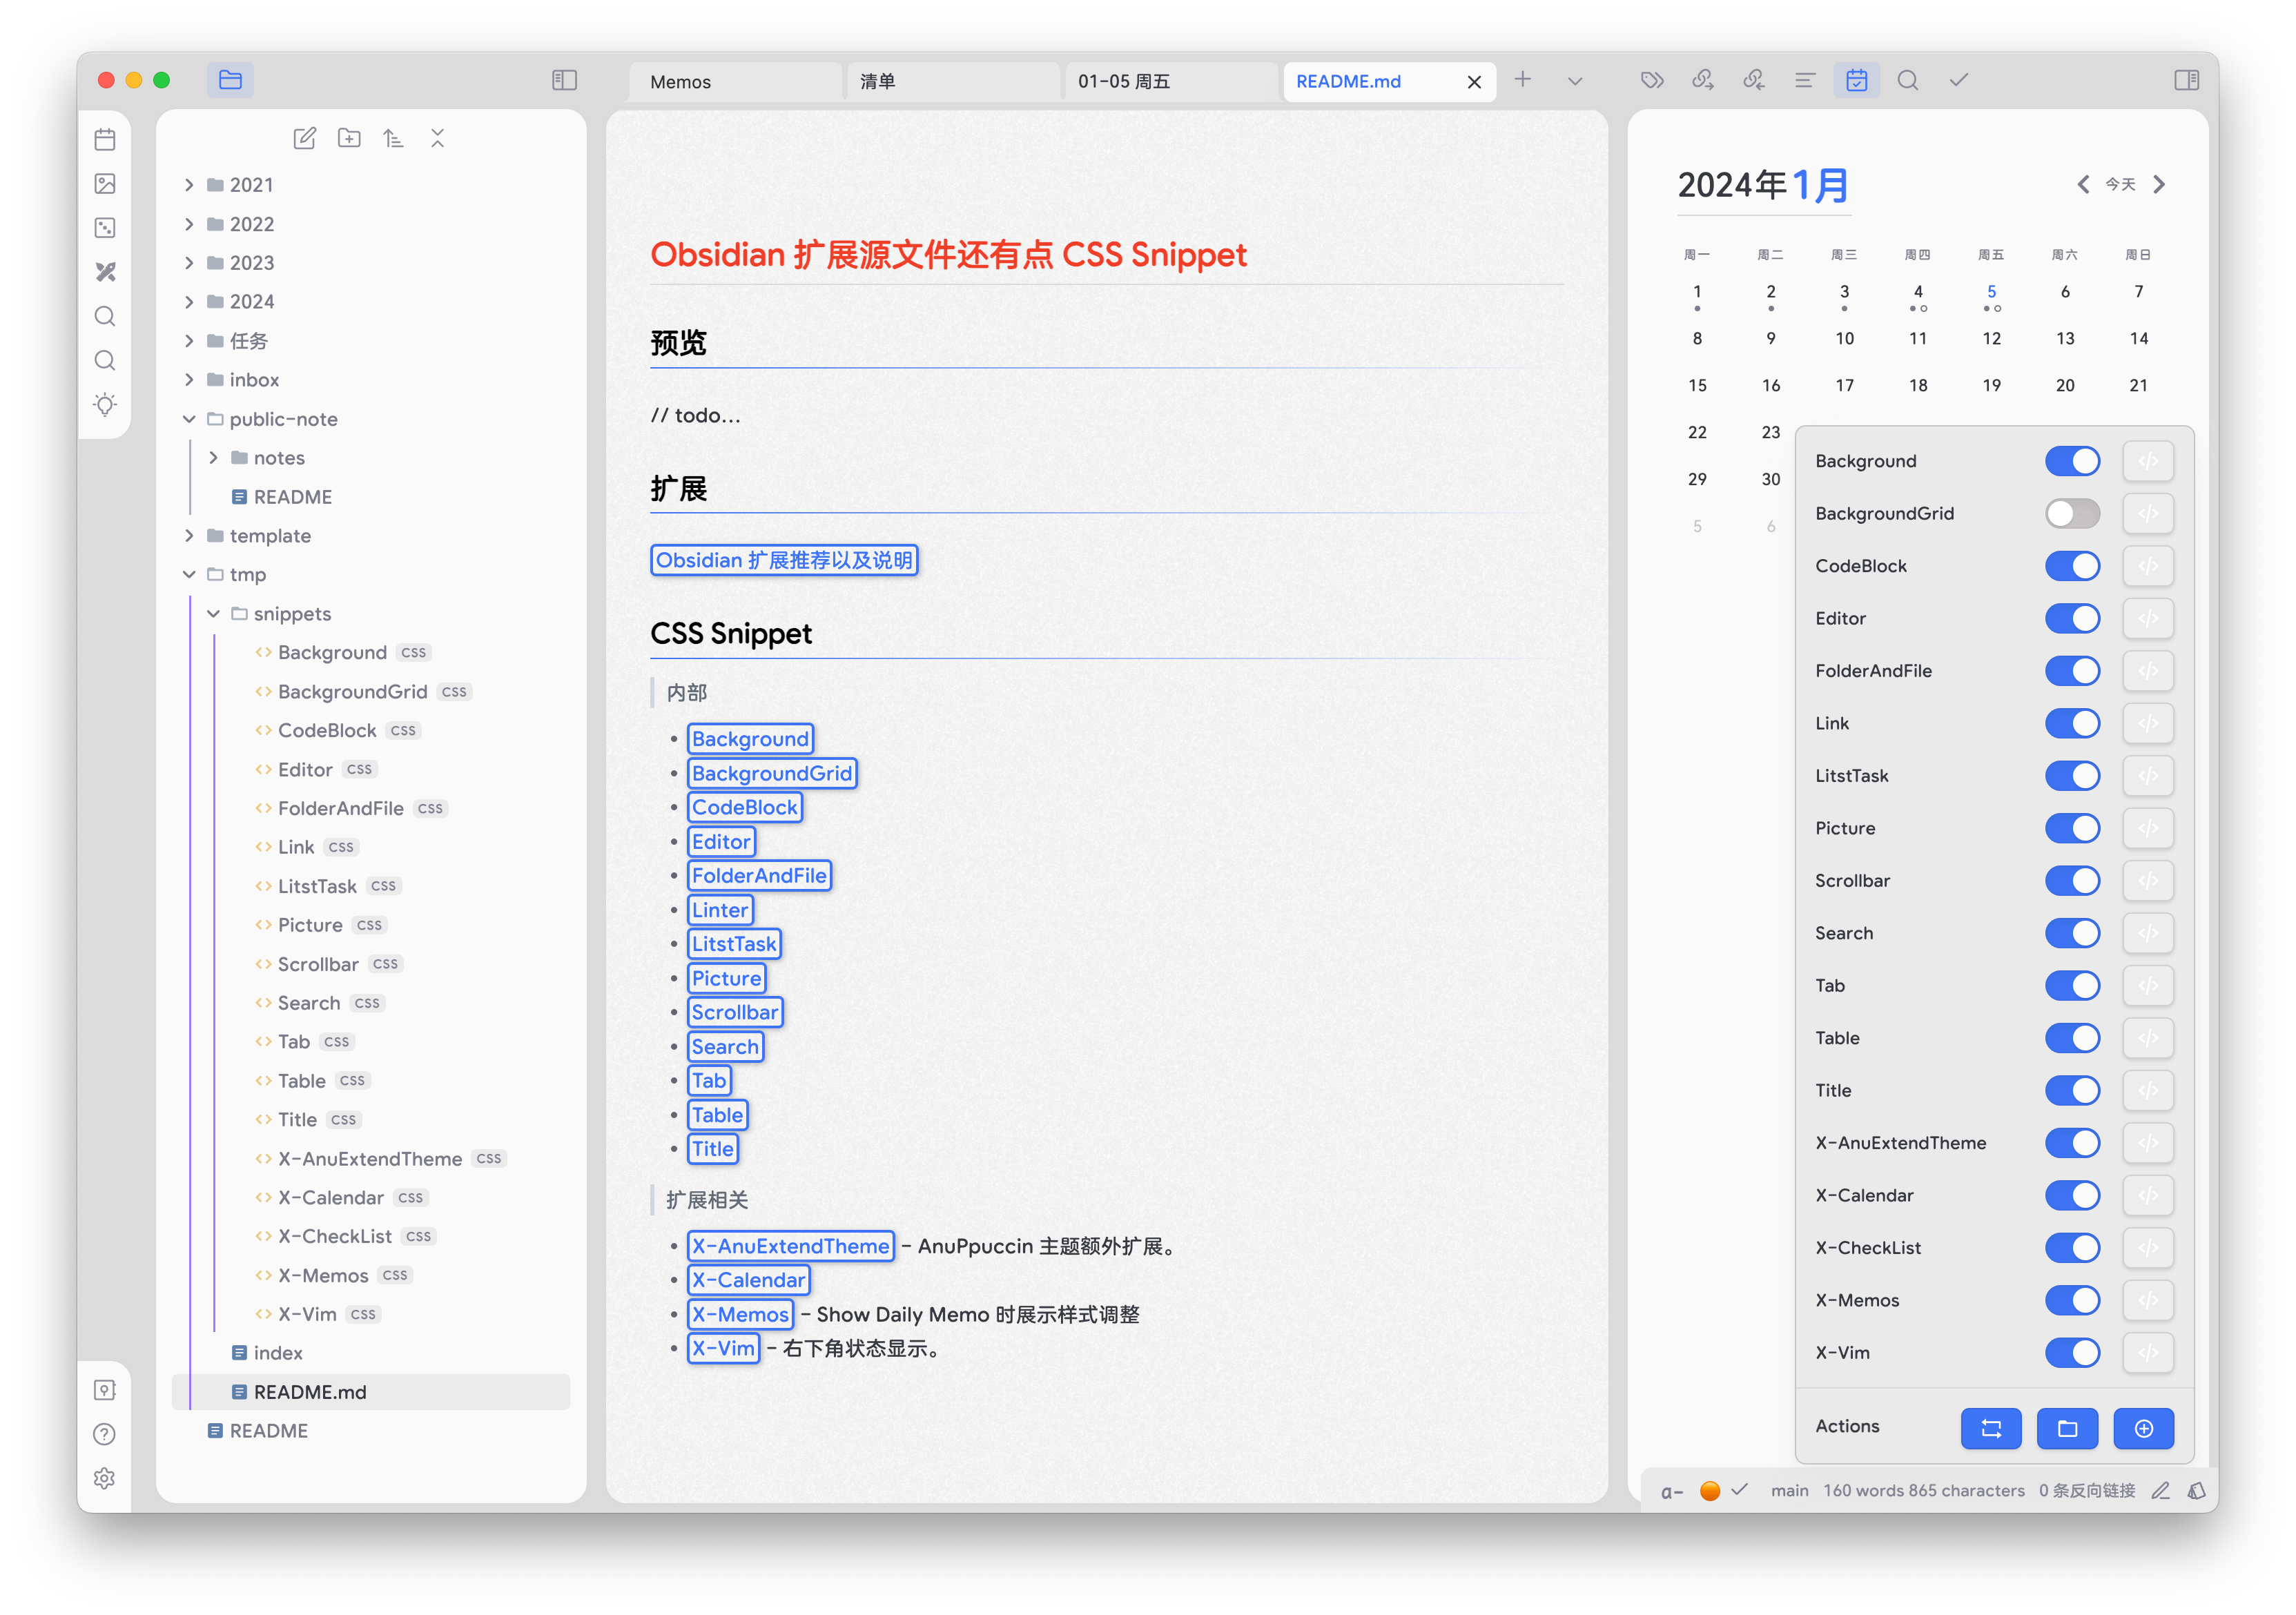 Memos
清单
01-05 周五
README.md
2021
2022
2023
2024
任务
inbox
public-note
notes
README
template
tmp
snippets
Background CSS
BackgroundGrid CSS
CodeBlock CSS
Editor CSS
FolderAndFile CSS
Link CSS
LitstTask CSS
Picture CSS
Scrollbar CSS
Search CSS
Tab CSS
Table CSS
Title CSS
X-AnuExtendTheme CSS
X-Calendar CSS
X-CheckList CSS
X-Memos CSS
X-Vim CSS
index
README.md
README
Obsidian 扩展源文件还有点 CSS Snippet
预览
// todo...
扩展
Obsidian 扩展推荐以及说明
CSS Snippet
内部
• Background
• BackgroundGrid
• CodeBlock
• Editor
• FolderAndFile
• Linter
• LitstTask
• Picture
• Scrollbar
• Search
• Tab
• Table
• Title
扩展相关
• X-AnuExtendTheme - AnuPpuccin 主题额外扩展。
• X-Calendar
• X-Memos - Show Daily Memo 时展示样式调整
• X-Vim - 右下角状态显示。
2024年1月
今天
周一 周二 周三 周四 周五 周六 周日
1 2 3 4 5 6 7
8 9 10 11 12 13 14
15 16 17 18 19 20 21
22 23
29 30
5 6
Background
BackgroundGrid
CodeBlock
Editor
FolderAndFile
Link
LitstTask
Picture
Scrollbar
Search
Tab
Table
Title
X-AnuExtendTheme
X-Calendar
X-CheckList
X-Memos
X-Vim
Actions
a- main 160 words 865 characters 0 条反向链接